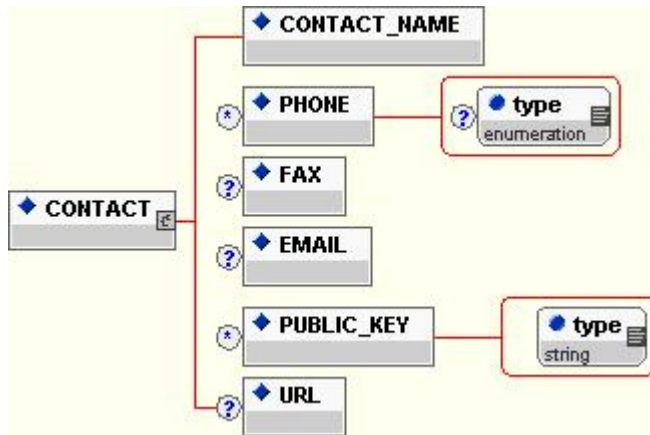 CONTACT_NAME
* PHONE
? type
enumeration
? FAX
CONTACT
? EMAIL
* PUBLIC_KEY
type
string
? URL